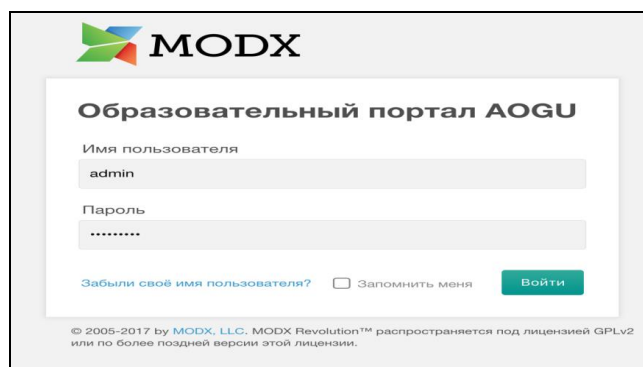 MODX
Образовательный портал AOGU
Имя пользователя
admin
Пароль
•••••••••
Забыли своё имя пользователя? Запомнить меня Войти
© 2005-2017 by MODX, LLC. MODX Revolution™ распространяется под лицензией GPLv2
или по более поздней версии этой лицензии.